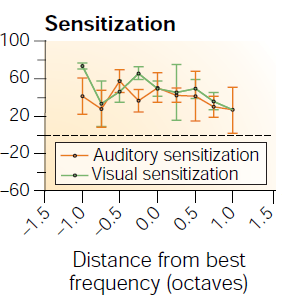 Sensitization
100
60
20
–20
–60
Auditory sensitization
Visual sensitization
–1.5 –1.0 –0.5 0.0 0.5 1.0 1.5
Distance from best
frequency (octaves)